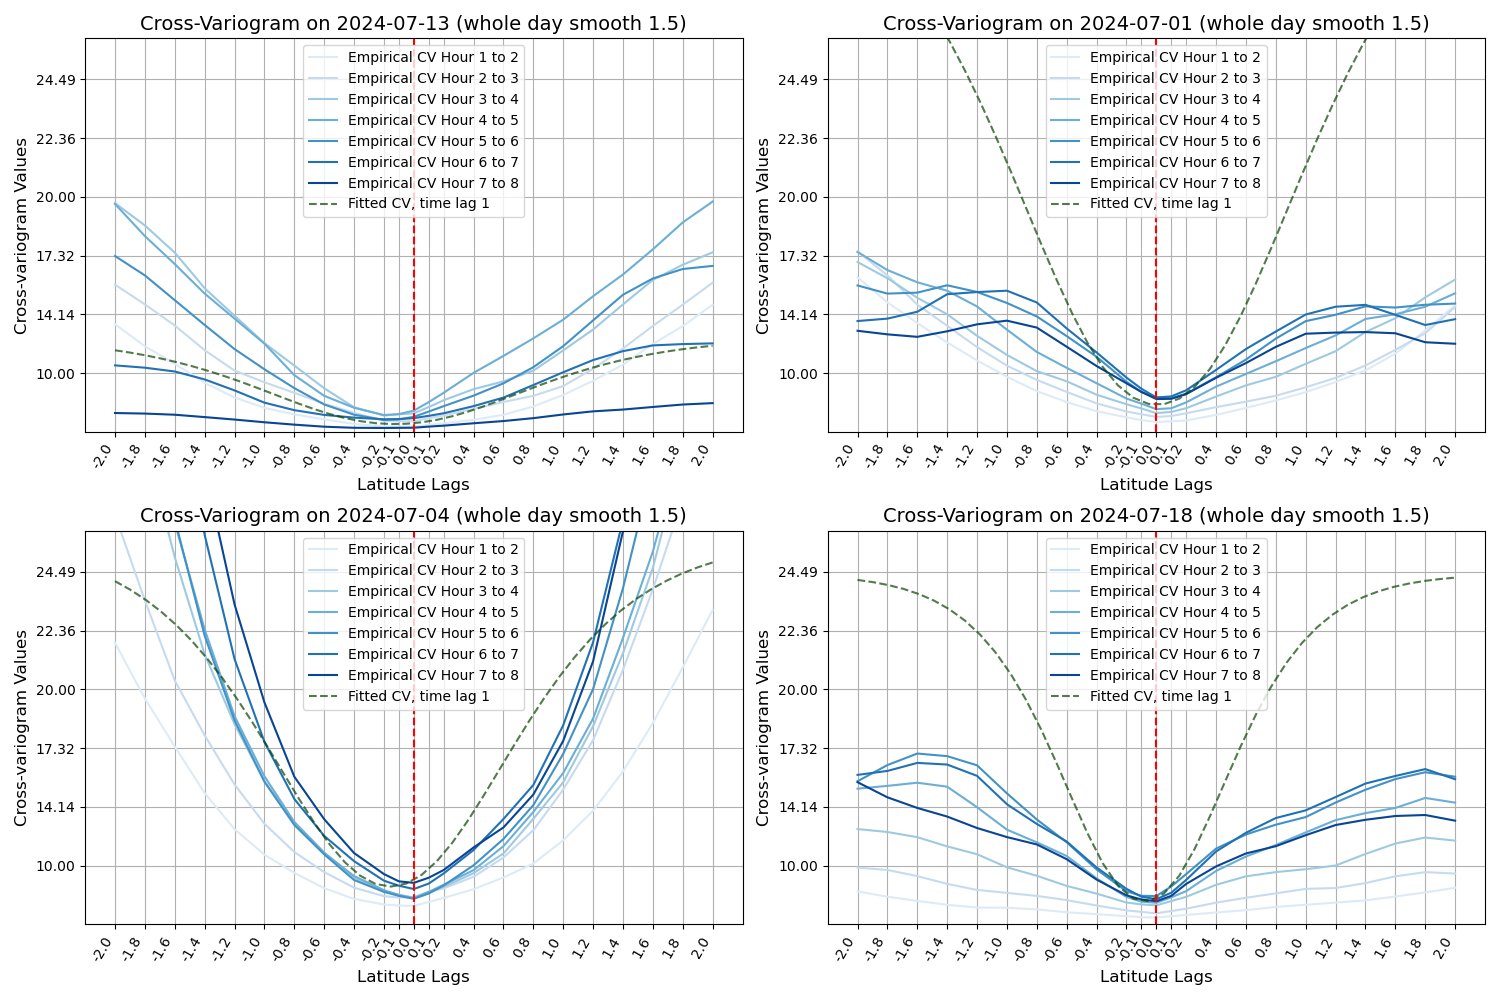 Cross-Variogram on 2024-07-13 (whole day smooth 1.5)
Cross-variogram Values
24.49
22.36
20.00
17.32
14.14
10.00
Empirical CV Hour 1 to 2
Empirical CV Hour 2 to 3
Empirical CV Hour 3 to 4
Empirical CV Hour 4 to 5
Empirical CV Hour 5 to 6
Empirical CV Hour 6 to 7
Empirical CV Hour 7 to 8
Fitted CV, time lag 1
-2.0 -1.8 -1.6 -1.4 -1.2 -1.0 -0.8 -0.6 -0.4 -0.2 -0.1 0.0 0.1 0.2 0.4 0.6 0.8 1.0 1.2 1.4 1.6 1.8 2.0
Latitude Lags
Cross-Variogram on 2024-07-01 (whole day smooth 1.5)
Cross-variogram Values
24.49
22.36
20.00
17.32
14.14
10.00
Empirical CV Hour 1 to 2
Empirical CV Hour 2 to 3
Empirical CV Hour 3 to 4
Empirical CV Hour 4 to 5
Empirical CV Hour 5 to 6
Empirical CV Hour 6 to 7
Empirical CV Hour 7 to 8
Fitted CV, time lag 1
-2.0 -1.8 -1.6 -1.4 -1.2 -1.0 -0.8 -0.6 -0.4 -0.2 -0.1 0.0 0.1 0.2 0.4 0.6 0.8 1.0 1.2 1.4 1.6 1.8 2.0
Latitude Lags
Cross-Variogram on 2024-07-04 (whole day smooth 1.5)
Cross-variogram Values
24.49
22.36
20.00
17.32
14.14
10.00
Empirical CV Hour 1 to 2
Empirical CV Hour 2 to 3
Empirical CV Hour 3 to 4
Empirical CV Hour 4 to 5
Empirical CV Hour 5 to 6
Empirical CV Hour 6 to 7
Empirical CV Hour 7 to 8
Fitted CV, time lag 1
-2.0 -1.8 -1.6 -1.4 -1.2 -1.0 -0.8 -0.6 -0.4 -0.2 -0.1 0.0 0.1 0.2 0.4 0.6 0.8 1.0 1.2 1.4 1.6 1.8 2.0
Latitude Lags
Cross-Variogram on 2024-07-18 (whole day smooth 1.5)
Cross-variogram Values
24.49
22.36
20.00
17.32
14.14
10.00
Empirical CV Hour 1 to 2
Empirical CV Hour 2 to 3
Empirical CV Hour 3 to 4
Empirical CV Hour 4 to 5
Empirical CV Hour 5 to 6
Empirical CV Hour 6 to 7
Empirical CV Hour 7 to 8
Fitted CV, time lag 1
-2.0 -1.8 -1.6 -1.4 -1.2 -1.0 -0.8 -0.6 -0.4 -0.2 -0.1 0.0 0.1 0.2 0.4 0.6 0.8 1.0 1.2 1.4 1.6 1.8 2.0
Latitude Lags